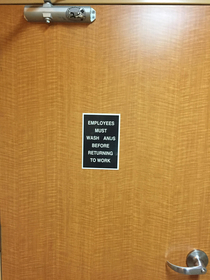 EMPLOYEES
MUST
WASH ANUS
BEFORE
RETURNING
TO WORK